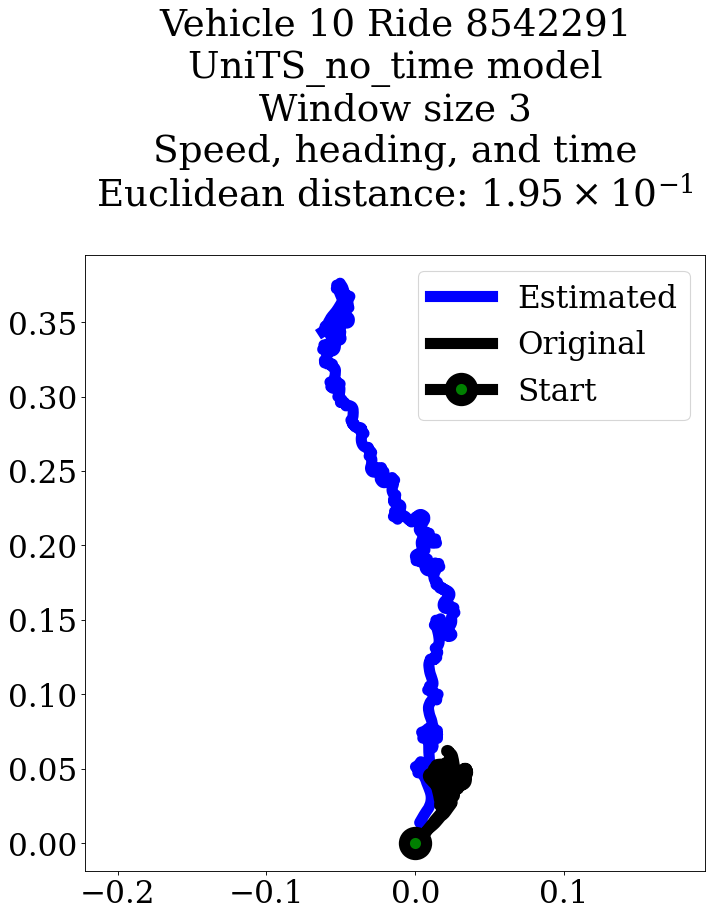 Vehicle 10 Ride 8542291
UniTS_no_time model
Window size 3
Speed, heading, and time
Euclidean distance: 1.95 × 10⁻¹
Estimated
Original
Start
0.35
0.30
0.25
0.20
0.15
0.10
0.05
0.00
−0.2 −0.1 0.0 0.1